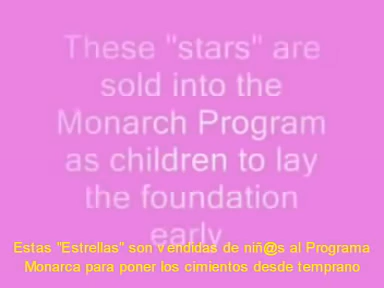 These "stars" are
sold into the
Monarch Program
as children to lay
the foundation
early
Estas "Estrellas" son vendidas de niñ@s al Programa
Monarca para poner los cimientos desde temprano